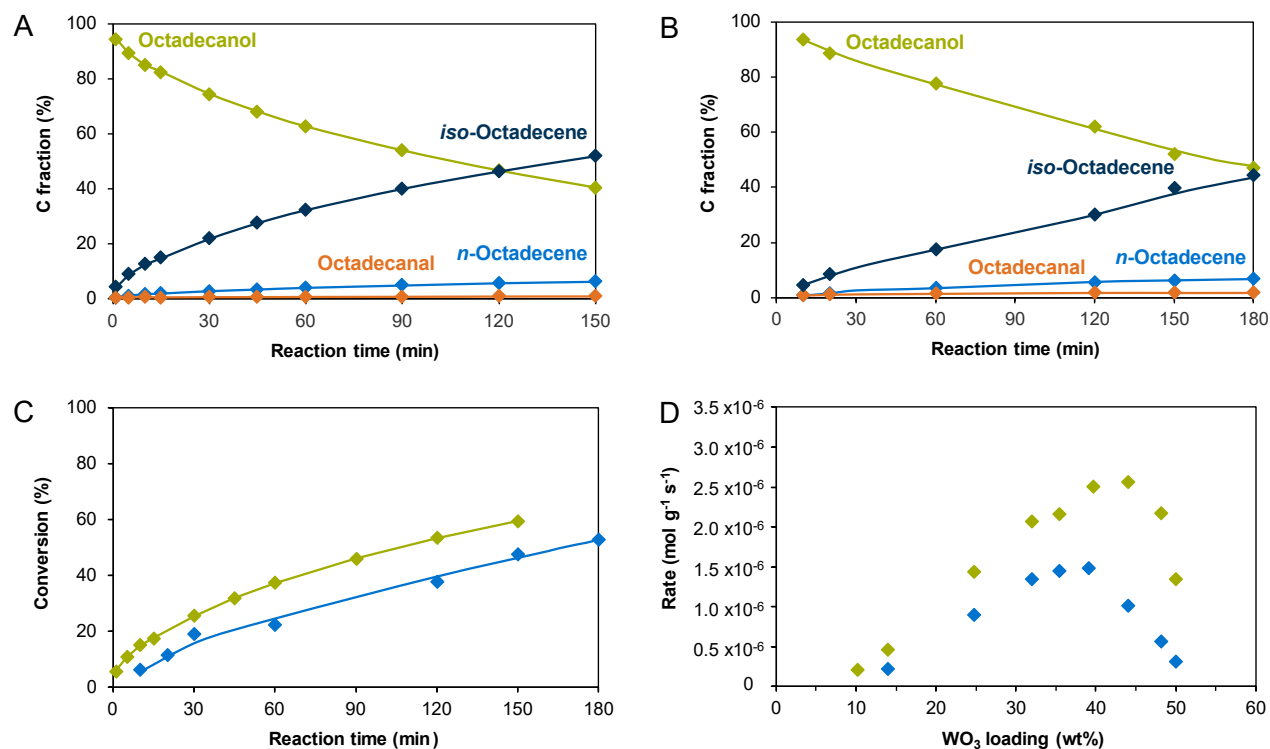 A
100
80
60
40
20
0
C fraction (%)
Octadecanol
iso-Octadecene
n-Octadecene
Octadecanal
0 30 60 90 120 150
Reaction time (min)
B
100
80
60
40
20
0
C fraction (%)
Octadecanol
iso-Octadecene
n-Octadecene
Octadecanal
0 30 60 90 120 150 180
Reaction time (min)
C
100
80
60
40
20
0
Conversion (%)
0 30 60 90 120 150 180
Reaction time (min)
D
3.5 x10-6
3.0 x10-6
2.5 x10-6
2.0 x10-6
1.5 x10-6
1.0 x10-6
0.5 x10-6
0
Rate (mol g-1 s-1)
0 10 20 30 40 50 60
WO3 loading (wt%)